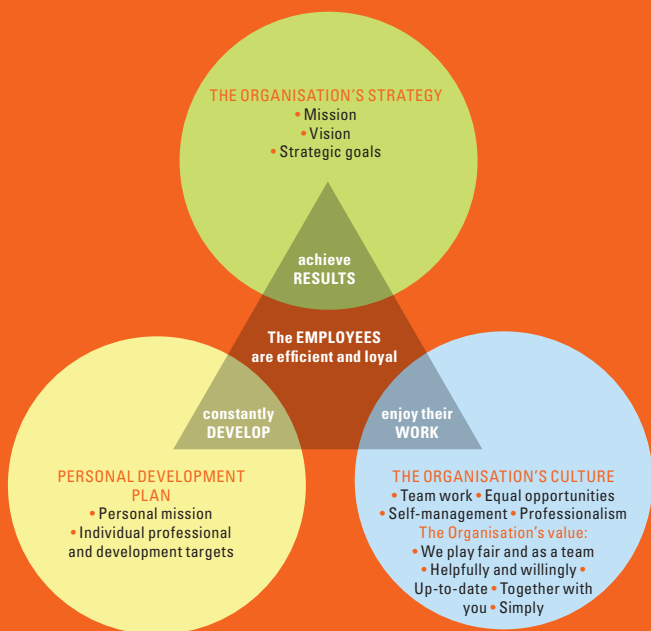 THE ORGANISATION'S STRATEGY
• Mission
• Vision
• Strategic goals
achieve
RESULTS
The EMPLOYEES
are efficient and loyal
constantly
DEVELOP
enjoy their
WORK
PERSONAL DEVELOPMENT
PLAN
• Personal mission
• Individual professional
and development targets
THE ORGANISATION'S CULTURE
• Team work • Equal opportunities
• Self-management • Professionalism
The Organisation's value:
• We play fair and as a team
• Helpfully and willingly •
Up-to-date • Together with
you • Simply